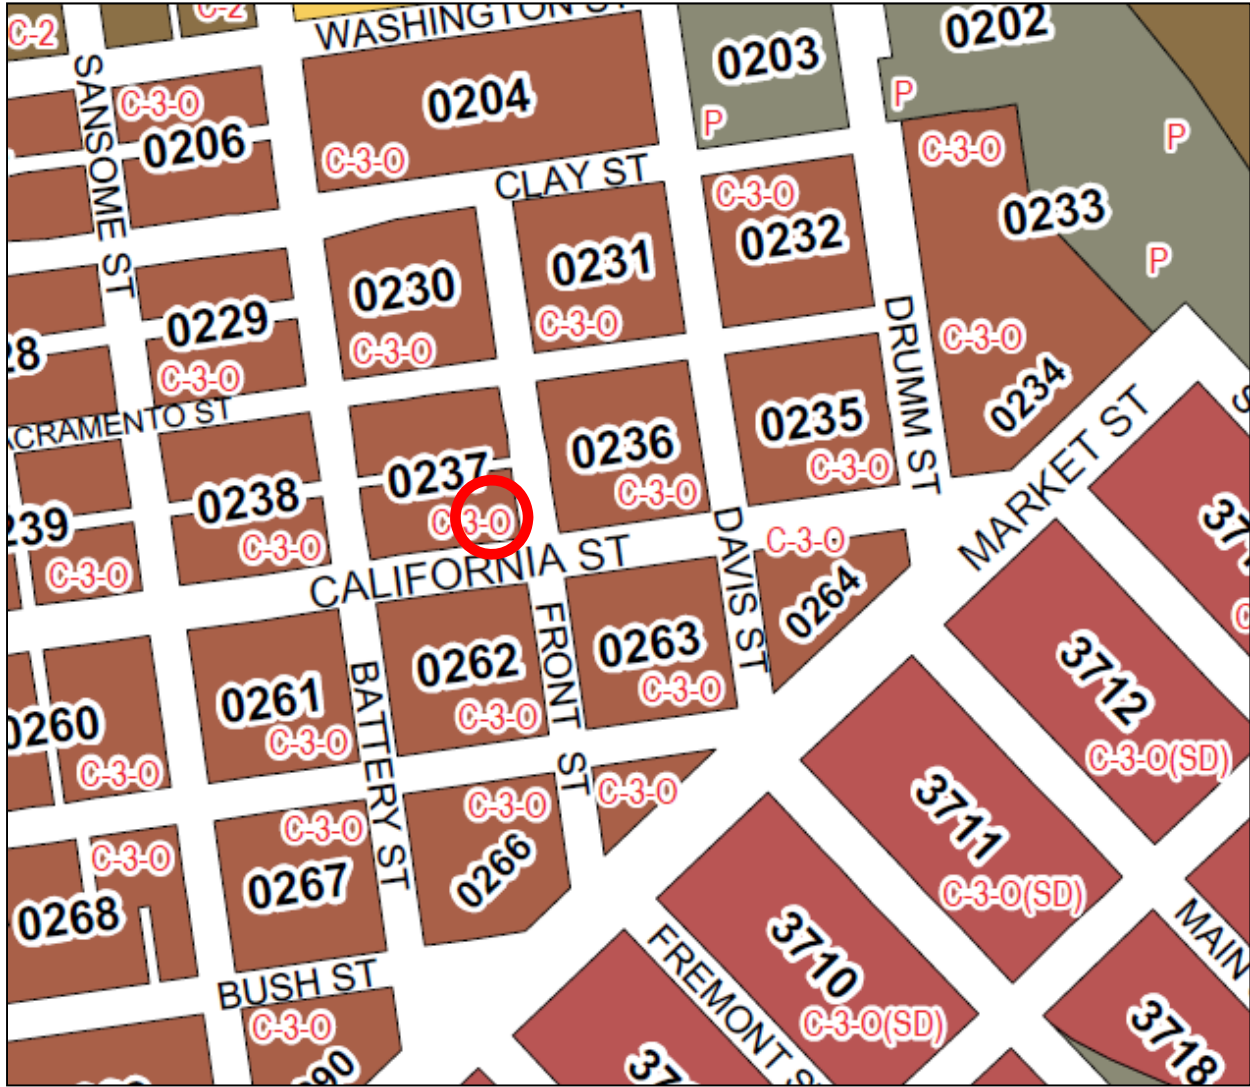 C-2
C-2
WASHINGTON ST
0202
0203
P
P
P
SANSOME ST
C-3-O
0206
0204
C-3-O
CLAY ST
C-3-O
C-3-O
0233
P
0232
0231
C-3-O
0230
C-3-O
0229
C-3-O
28
DRUMM ST
C-3-O
0234
MARKET ST
S
ACRAMENTO ST
0235
C-3-O
0236
C-3-O
0237
C-3-O
0238
C-3-O
239
C-3-O
CALIFORNIA ST
DAVIS ST
C-3-O
0264
FRONT ST
0263
C-3-O
0262
C-3-O
BATTERY ST
0261
C-3-O
0260
C-3-O
3712
C-3-O(SD)
C-3-O
C-3-O
0266
C-3-O
0267
C-3-O
0268
3711
C-3-O(SD)
3710
C-3-O(SD)
MAIN
3718
FREMONT S
BUSH ST
C-3-O
90
37